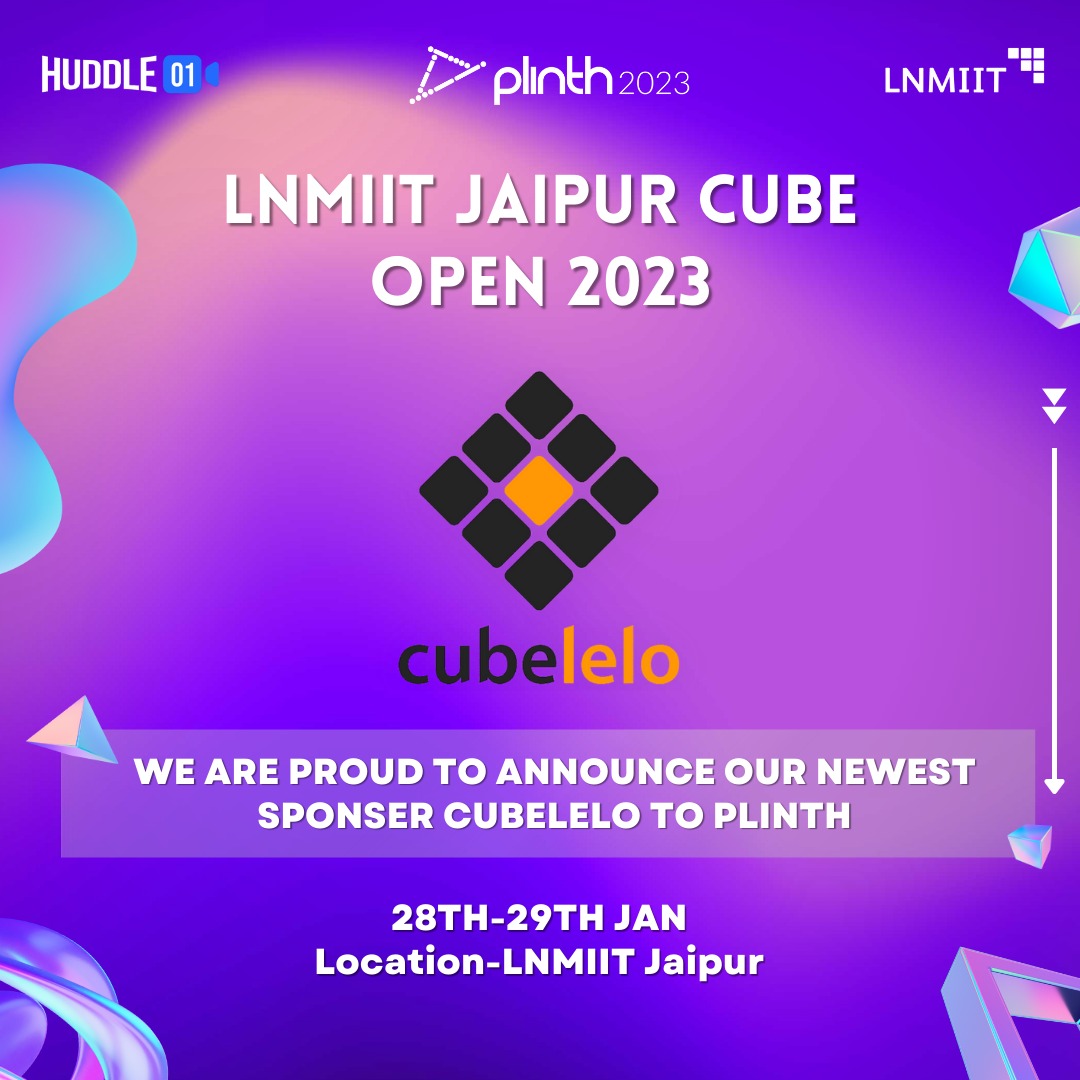 HUDDLE 01
plinth 2023
LNMIIT
LNMIIT JAIPUR CUBE
OPEN 2023
cubelelo
WE ARE PROUD TO ANNOUNCE OUR NEWEST
SPONSER CUBELELO TO PLINTH
28TH-29TH JAN
Location-LNMIIT Jaipur